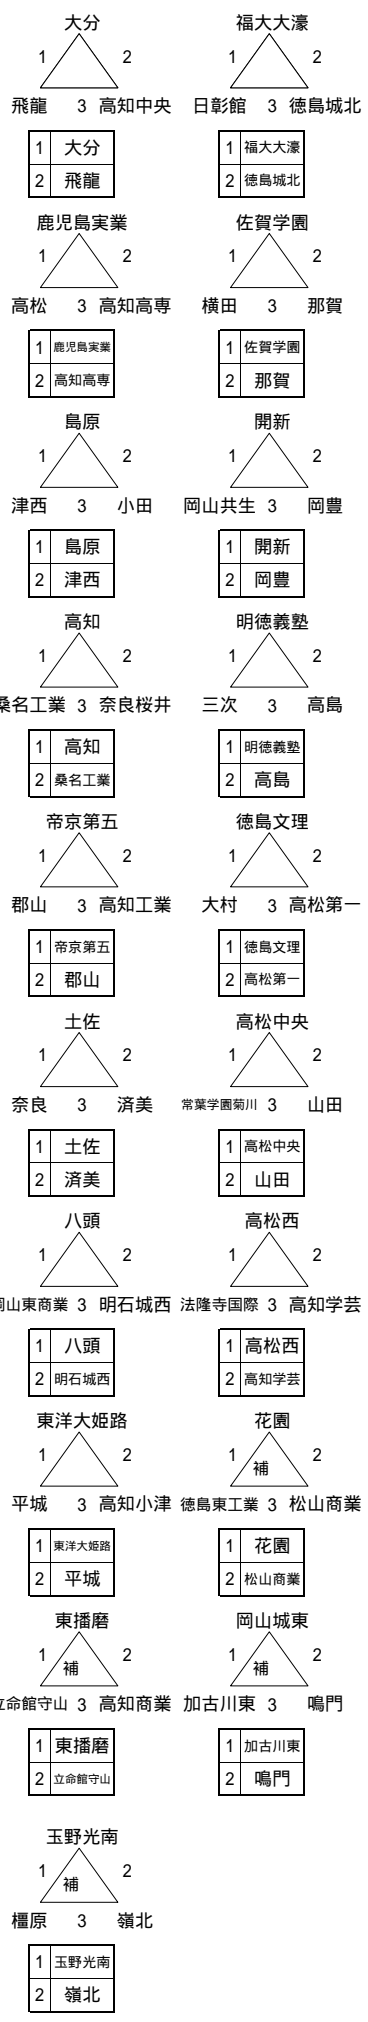 大分 福大大濠
1 2 1 2
飛龍 3 高知中央 日彰館 3 徳島城北
1 大分 1 福大大濠
2 飛龍 2 徳島城北
鹿児島実業 佐賀学園
1 2 1 2
高松 3 高知高専 横田 3 那賀
1 鹿児島実業 1 佐賀学園
2 高知高専 2 那賀
島原 開新
1 2 1 2
津西 3 小田 岡山共生 3 岡豊
1 島原 1 開新
2 津西 2 岡豊
高知 明徳義塾
1 2 1 2
桑名工業 3 奈良桜井 三次 3 高島
1 高知 1 明徳義塾
2 桑名工業 2 高島
帝京第五 徳島文理
1 2 1 2
郡山 3 高知工業 大村 3 高松第一
1 帝京第五 1 徳島文理
2 郡山 2 高松第一
土佐 高松中央
1 2 1 2
奈良 3 済美 常葉学園菊川 3 山田
1 土佐 1 高松中央
2 済美 2 山田
八頭 高松西
1 2 1 2
岡山東商業 3 明石城西 法隆寺国際 3 高知学芸
1 八頭 1 高松西
2 明石城西 2 高知学芸
東洋大姫路 花園
1 2 1 補 2
平城 3 高知小津 徳島東工業 3 松山商業
1 東洋大姫路 1 花園
2 平城 2 松山商業
東播磨 岡山城東
1 補 2 1 補 2
立命館守山 3 高知商業 加古川東 3 鳴門
1 東播磨 1 加古川東
2 立命館守山 2 鳴門
玉野光南
1 補 2
橿原 3 嶺北
1 玉野光南
2 嶺北